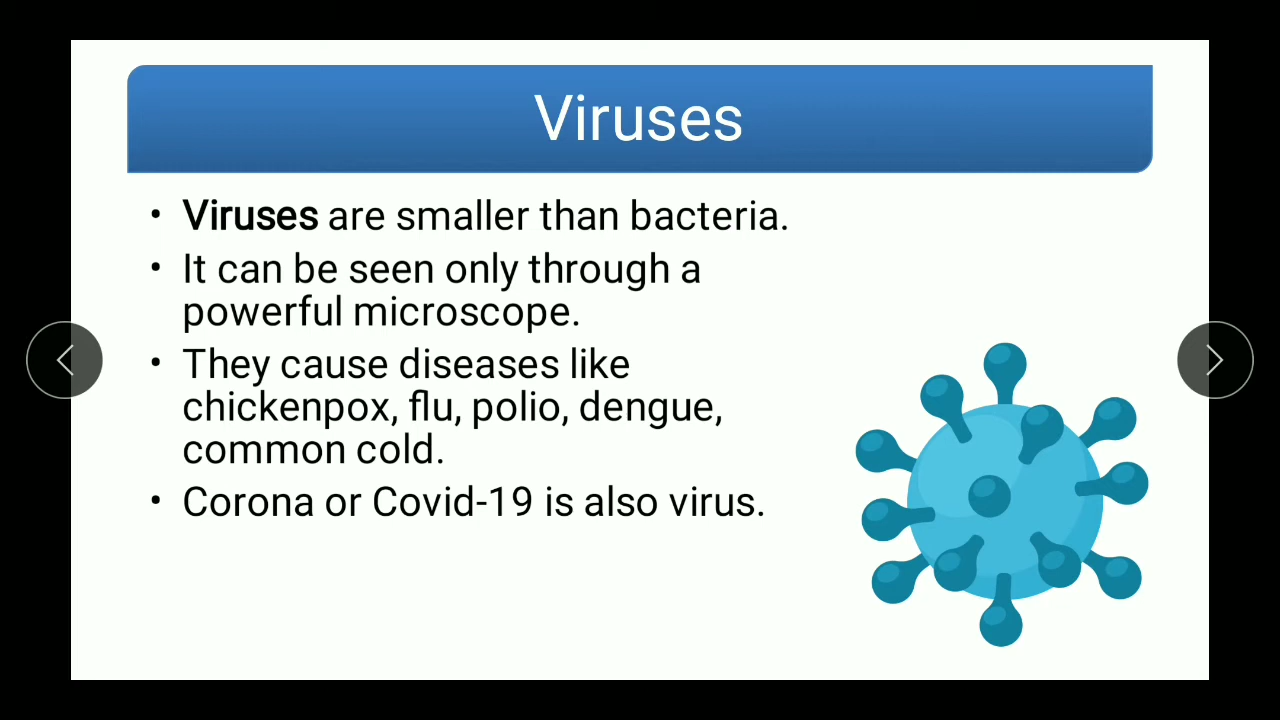 Viruses
• Viruses are smaller than bacteria.
• It can be seen only through a
powerful microscope.
• They cause diseases like
chickenpox, flu, polio, dengue,
common cold.
• Corona or Covid-19 is also virus.